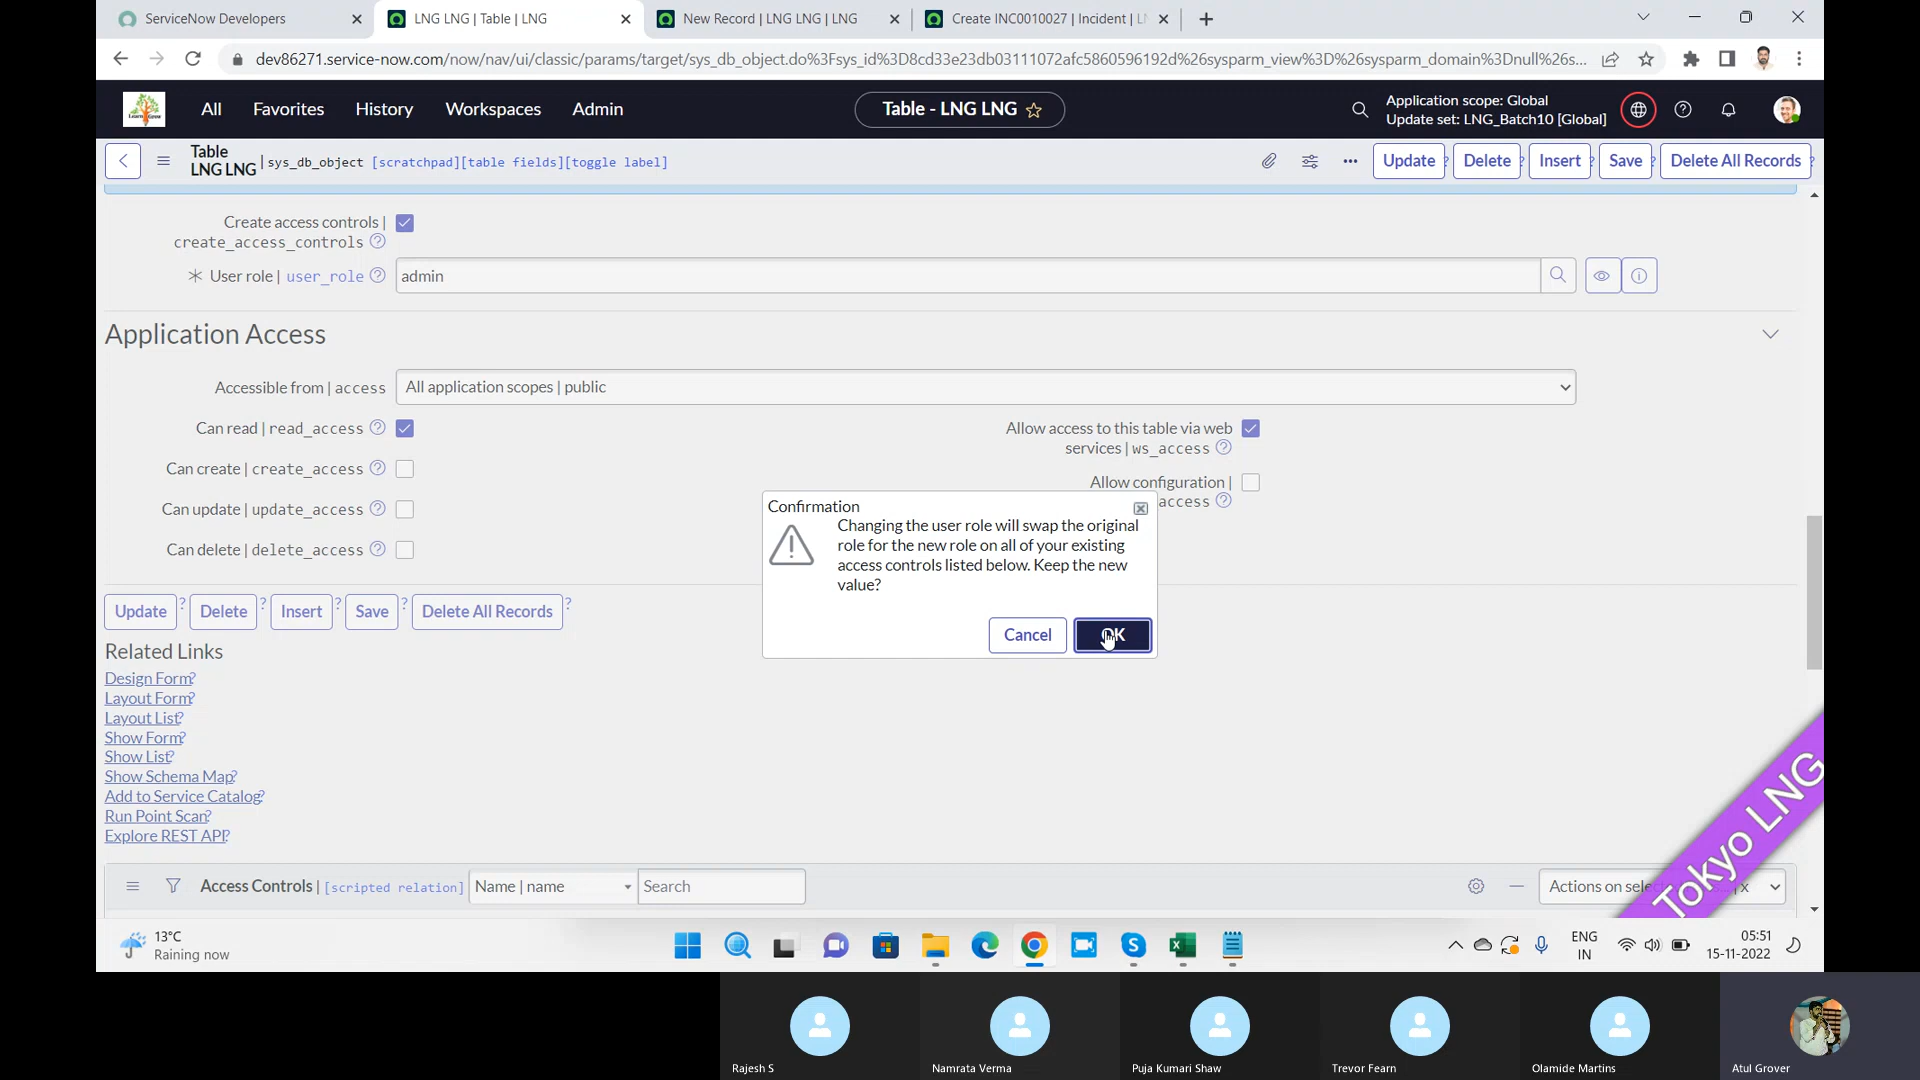 ServiceNow Developers
LNG LNG | Table | LNG
New Record | LNG LNG | LNG
Create INC0010027 | Incident | L
dev86271.service-now.com/now/nav/ui/classic/params/target/sys_db_object.do%3Fsys_id%3D8cd33e23db03111072afc5860596192d%26sysparm_view%3D%26sysparm_domain%3Dnull%26s...
All
Favorites
History
Workspaces
Admin
Table - LNG LNG
Application scope: Global
Update set: LNG_Batch10 [Global]
Table
LNG LNG | sys_db_object [scratchpad][table fields][toggle label]
Update?
Delete?
Insert?
Save?
Delete All Records?
Create access controls |
create_access_controls
User role | user_role
admin
Application Access
Accessible from | access
All application scopes | public
Can read | read_access
Can create | create_access
Can update | update_access
Can delete | delete_access
Allow access to this table via web
services | ws_access
Allow configuration |
access
Confirmation
Changing the user role will swap the original
role for the new role on all of your existing
access controls listed below. Keep the new
value?
Cancel
OK
Update?
Delete?
Insert?
Save?
Delete All Records?
Related Links
Design Form?
Layout Form?
Layout List?
Show Form?
Show List?
Show Schema Map?
Add to Service Catalog?
Run Point Scan?
Explore REST API?
Access Controls | [scripted relation]
Name | name
Search
Actions on selec
x
Tokyo LNG
13°C
Raining now
ENG
IN
05:51
15-11-2022
Rajesh S
Namrata Verma
Puja Kumari Shaw
Trevor Fearn
Olamide Martins
Atul Grover